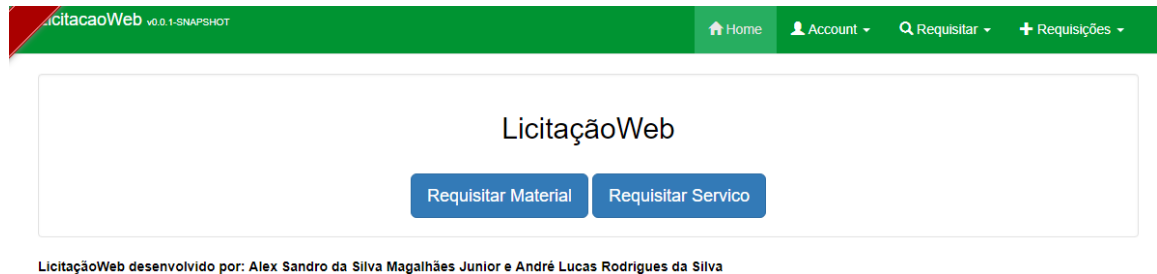 icitacaoWeb v0.0.1-SNAPSHOT Home Account Requisitar Requisições
LicitaçãoWeb
Requisitar Material Requisitar Servico
LicitaçãoWeb desenvolvido por: Alex Sandro da Silva Magalhães Junior e André Lucas Rodrigues da Silva